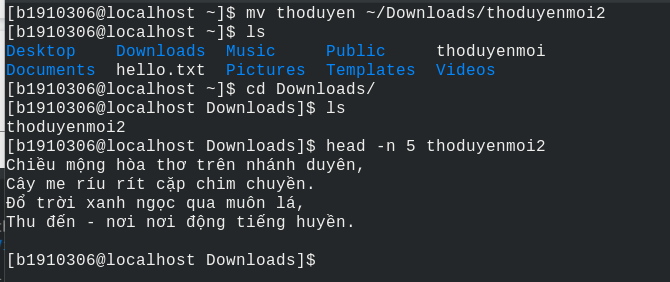 [b1910306@localhost ~]$ mv thoduyen ~/Downloads/thoduyenmoi2
[b1910306@localhost ~]$ ls
Desktop Downloads Music Public thoduyenmoi
Documents hello.txt Pictures Templates Videos
[b1910306@localhost ~]$ cd Downloads/
[b1910306@localhost Downloads]$ ls
thoduyenmoi2
[b1910306@localhost Downloads]$ head -n 5 thoduyenmoi2
Chiều mộng hòa thơ trên nhánh duyên,
Cây me ríu rít cặp chim chuyền.
Đổ trời xanh ngọc qua muôn lá,
Thu đến - nơi nơi động tiếng huyền.
[b1910306@localhost Downloads]$